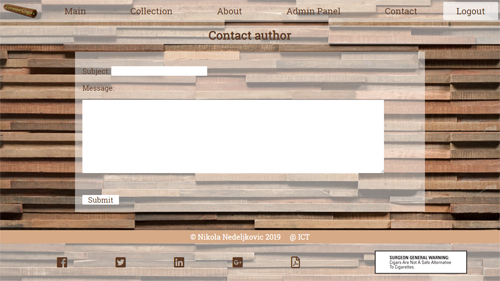 Main Collection About Admin Panel Contact Logout
Contact author
Subject:
Message:
Submit
© Nikola Nedeljkovic 2019 @ ICT
SURGEON GENERAL WARNING:
Cigars Are Not A Safe Alternative
To Cigarettes.